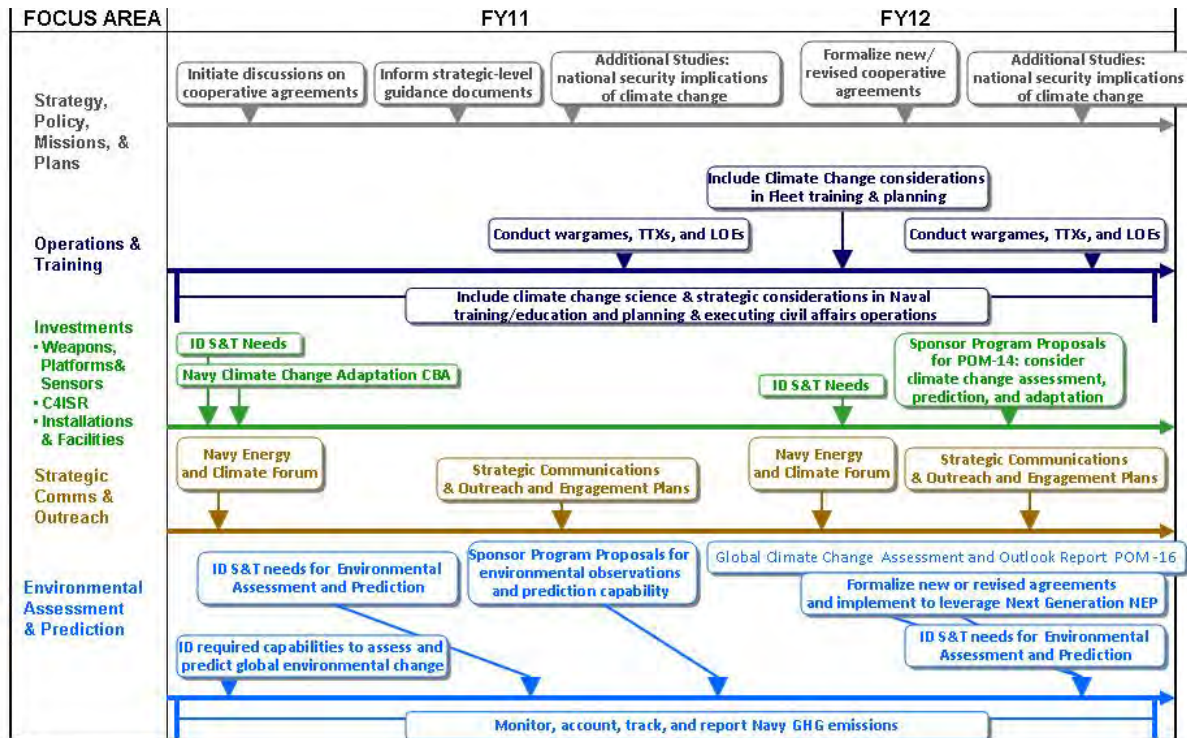 FOCUS AREA
FY11
FY12
Strategy,
Policy,
Missions, &
Plans
Initiate discussions on
cooperative agreements
Inform strategic-level
guidance documents
Additional Studies:
national security implications
of climate change
Formalize new/
revised cooperative
agreements
Additional Studies:
national security implications
of climate change
Operations &
Training
Include Climate Change considerations
in Fleet training & planning
Conduct wargames, TTXs, and LOEs
Conduct wargames, TTXs, and LOEs
Include climate change science & strategic considerations in Naval
training/education and planning & executing civil affairs operations
Investments
• Weapons,
Platforms&
Sensors
• C4ISR
• Installations
& Facilities
ID S&T Needs
Navy Climate Change Adaptation CBA
ID S&T Needs
Sponsor Program Proposals
for POM-14: consider
climate change assessment,
prediction, and adaptation
Strategic
Comms &
Outreach
Navy Energy
and Climate Forum
Strategic Communications
& Outreach and Engagement Plans
Navy Energy
and Climate Forum
Strategic Communications
& Outreach and Engagement Plans
Environmental
Assessment
& Prediction
ID S&T needs for Environmental
Assessment and Prediction
Sponsor Program Proposals for
environmental observations
and prediction capability
Global Climate Change Assessment and Outlook Report POM -16
Formalize new or revised agreements
and implement to leverage Next Generation NEP
ID required capabilities to assess and
predict global environmental change
ID S&T needs for Environmental
Assessment and Prediction
Monitor, account, track, and report Navy GHG emissions